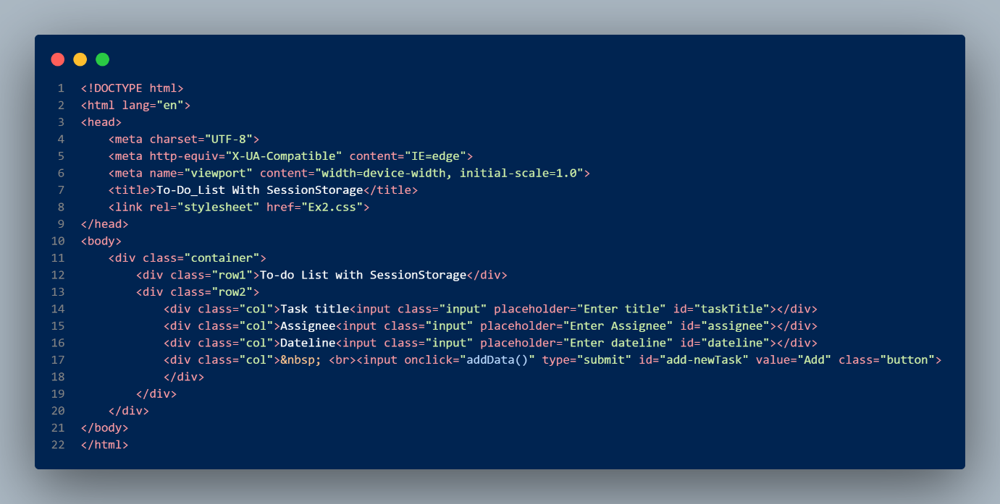 1 <!DOCTYPE html>
2 <html lang="en">
3 <head>
4     <meta charset="UTF-8">
5     <meta http-equiv="X-UA-Compatible" content="IE=edge">
6     <meta name="viewport" content="width=device-width, initial-scale=1.0">
7     <title>To-Do_List With SessionStorage</title>
8     <link rel="stylesheet" href="Ex2.css">
9 </head>
10 <body>
11     <div class="container">
12         <div class="row1">To-do List with SessionStorage</div>
13         <div class="row2">
14             <div class="col">Task title<input class="input" placeholder="Enter title" id="taskTitle"></div>
15             <div class="col">Assignee<input class="input" placeholder="Enter Assignee" id="assignee"></div>
16             <div class="col">Dateline<input class="input" placeholder="Enter dateline" id="dateline"></div>
17             <div class="col">&nbsp; <br><input onclick="addData()" type="submit" id="add-newTask" value="Add" class="button">
18             </div>
19         </div>
20     </div>
21 </body>
22 </html>